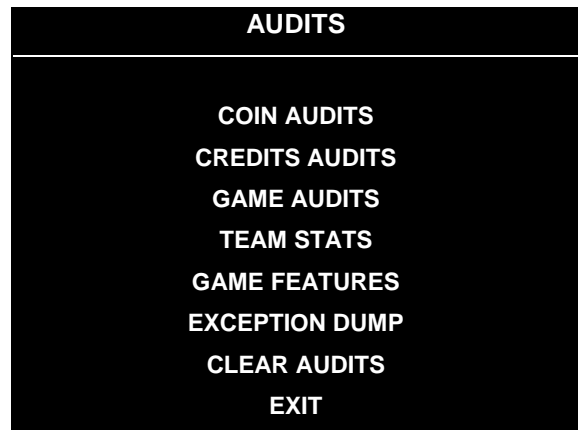 AUDITS
COIN AUDITS
CREDITS AUDITS
GAME AUDITS
TEAM STATS
GAME FEATURES
EXCEPTION DUMP
CLEAR AUDITS
EXIT